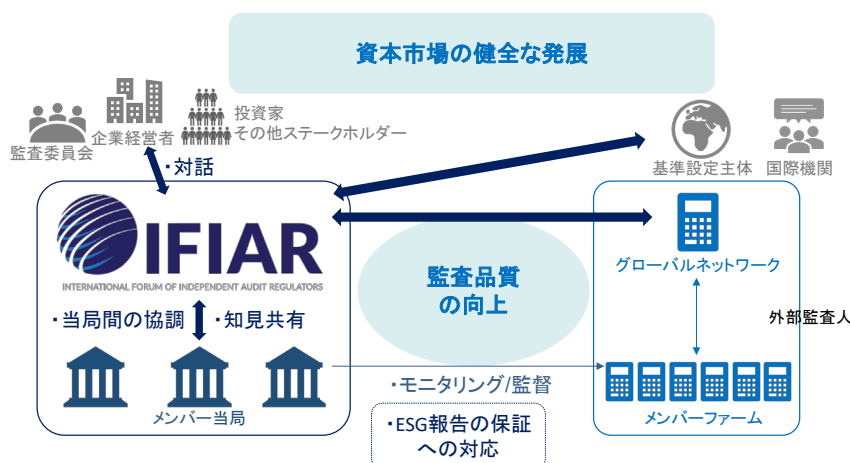 資本市場の健全な発展
監査委員会
企業経営者
投資家
その他ステークホルダー
・対話
基準設定主体
国際機関
IFIAR
INTERNATIONAL FORUM OF INDEPENDENT AUDIT REGULATORS
・当局間の協調
・知見共有
メンバー当局
監査品質
の向上
・モニタリング/監督
・ESG報告の保証
への対応
グローバルネットワーク
外部監査人
メンバーファーム